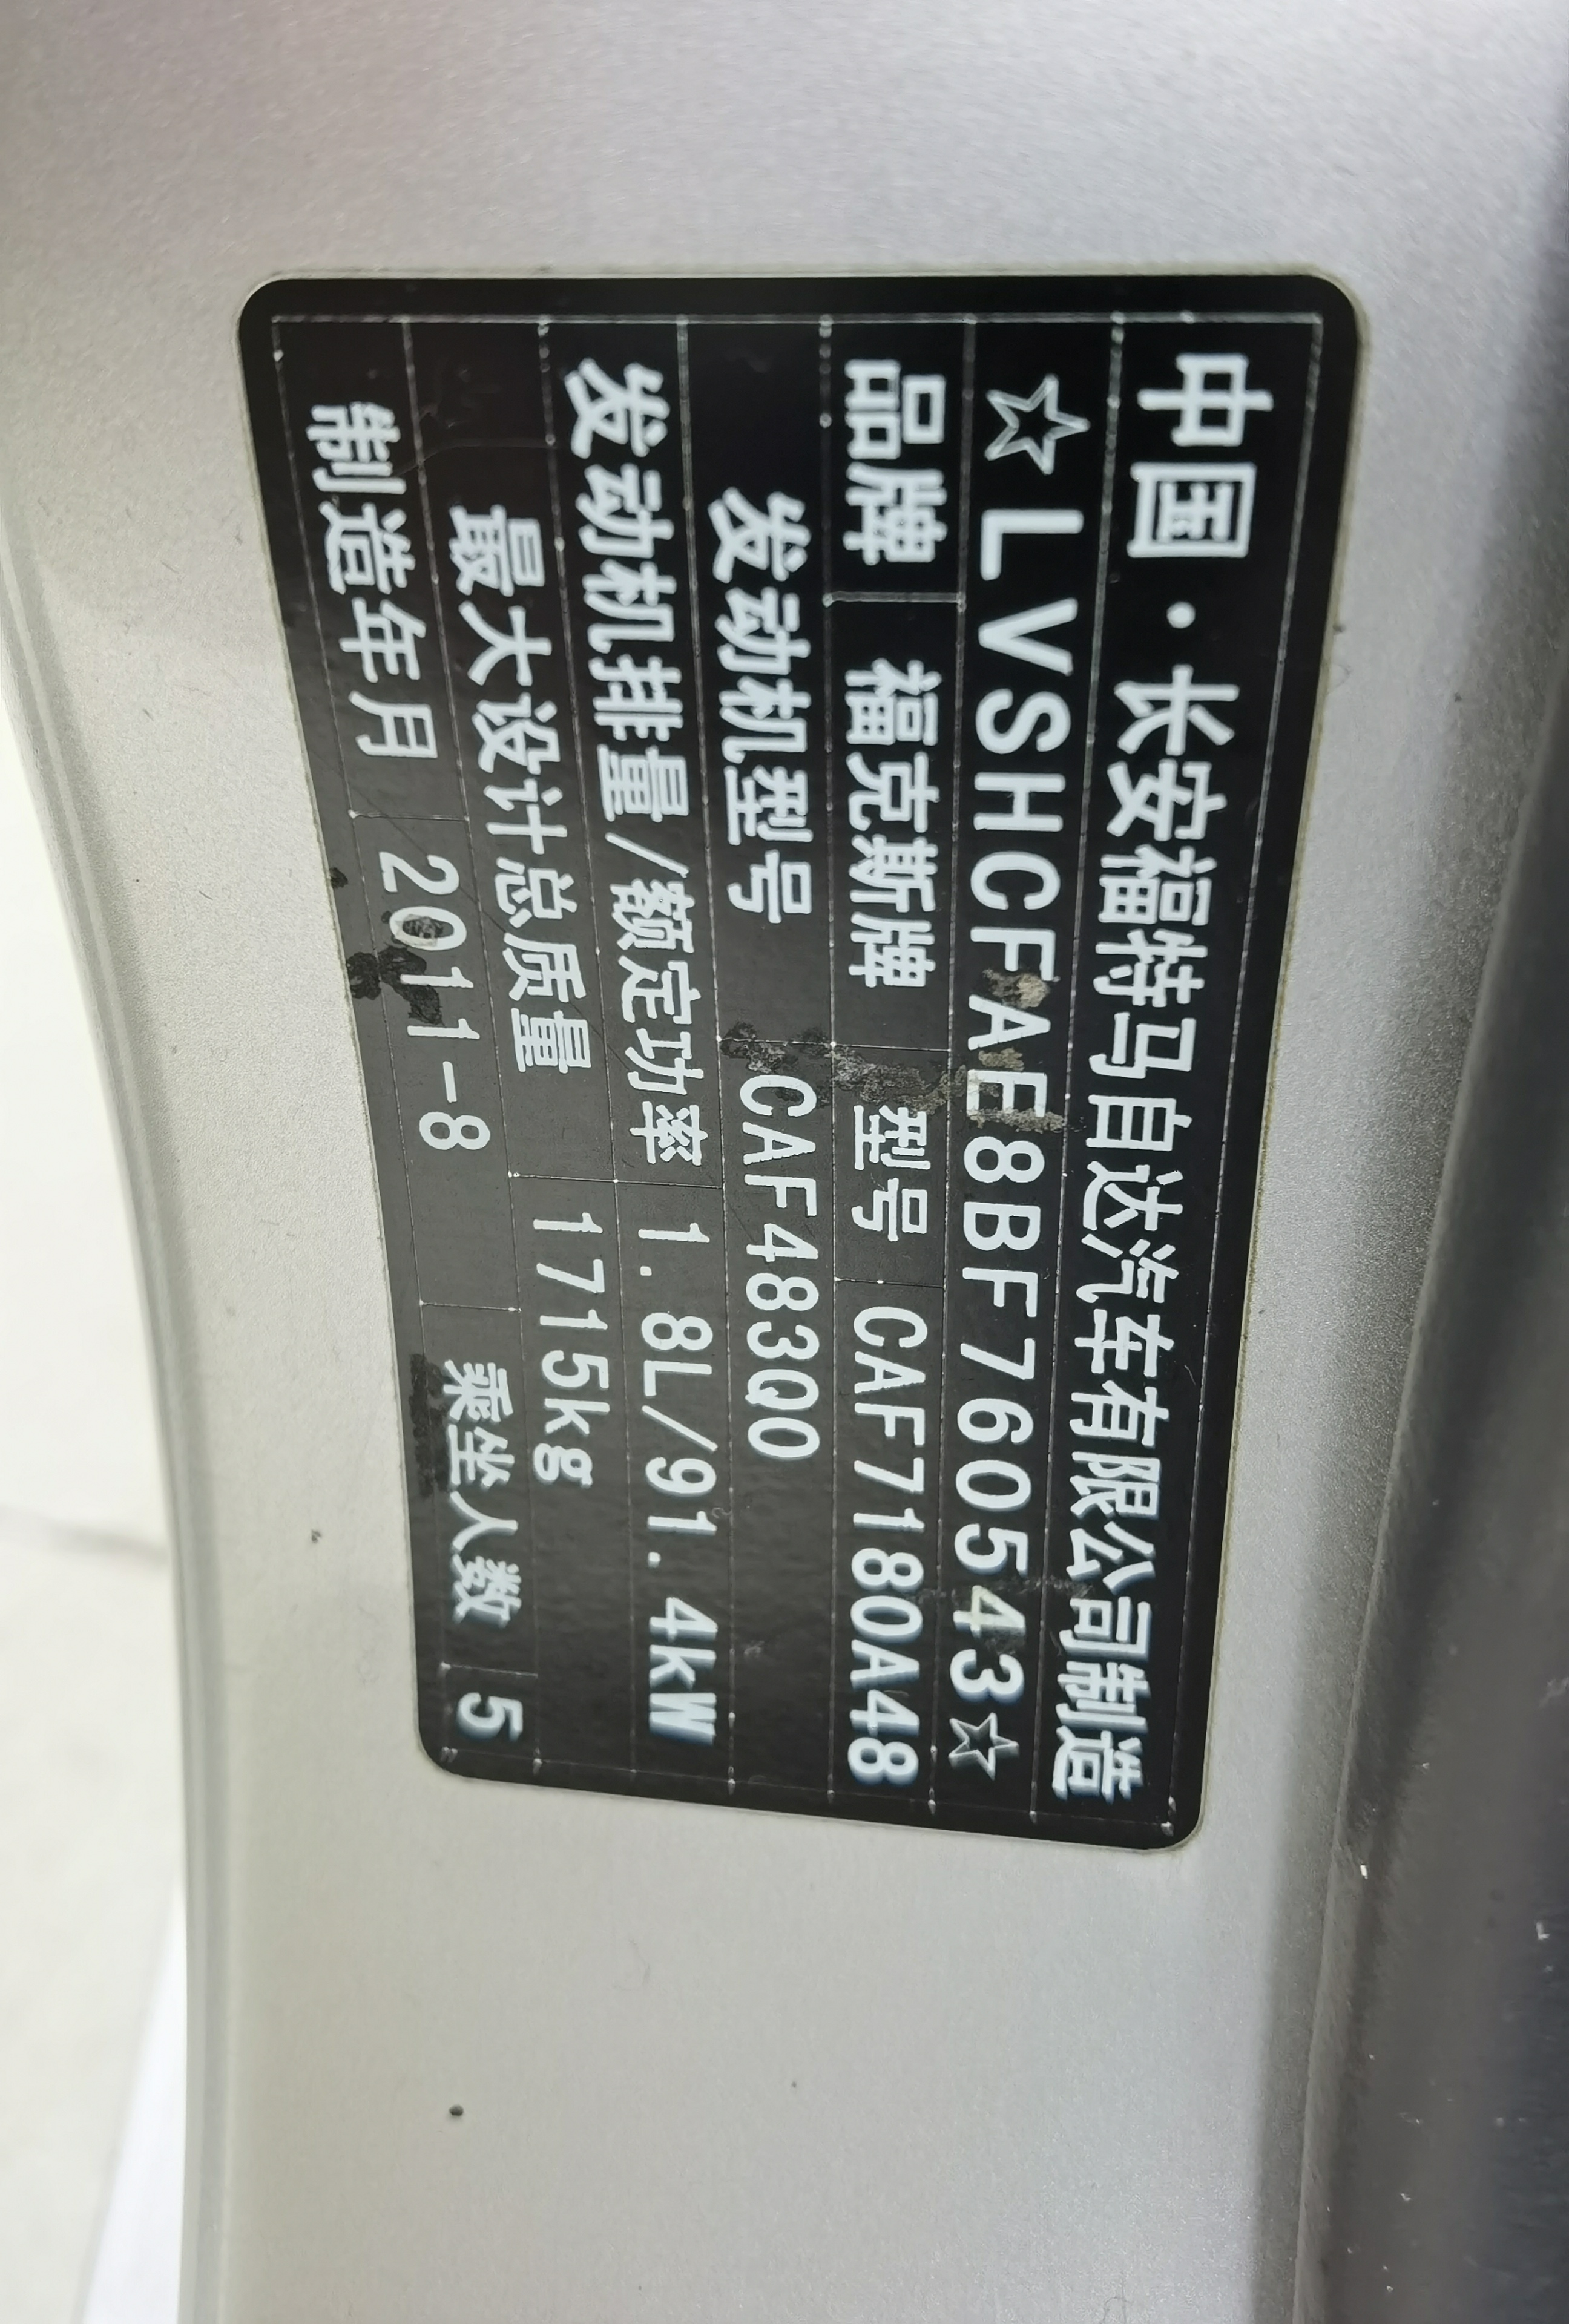 中国·长安福特马自达汽车有限公司制造
☆LVSHCFAE8BF760543☆
品牌 福克斯牌 型号 CAF7180A48
发动机型号 CAF483Q0
发动机排量/额定功率 1.8L/91.4kW
最大设计总质量 1715kg
制造年月 2011-8 乘坐人数 5